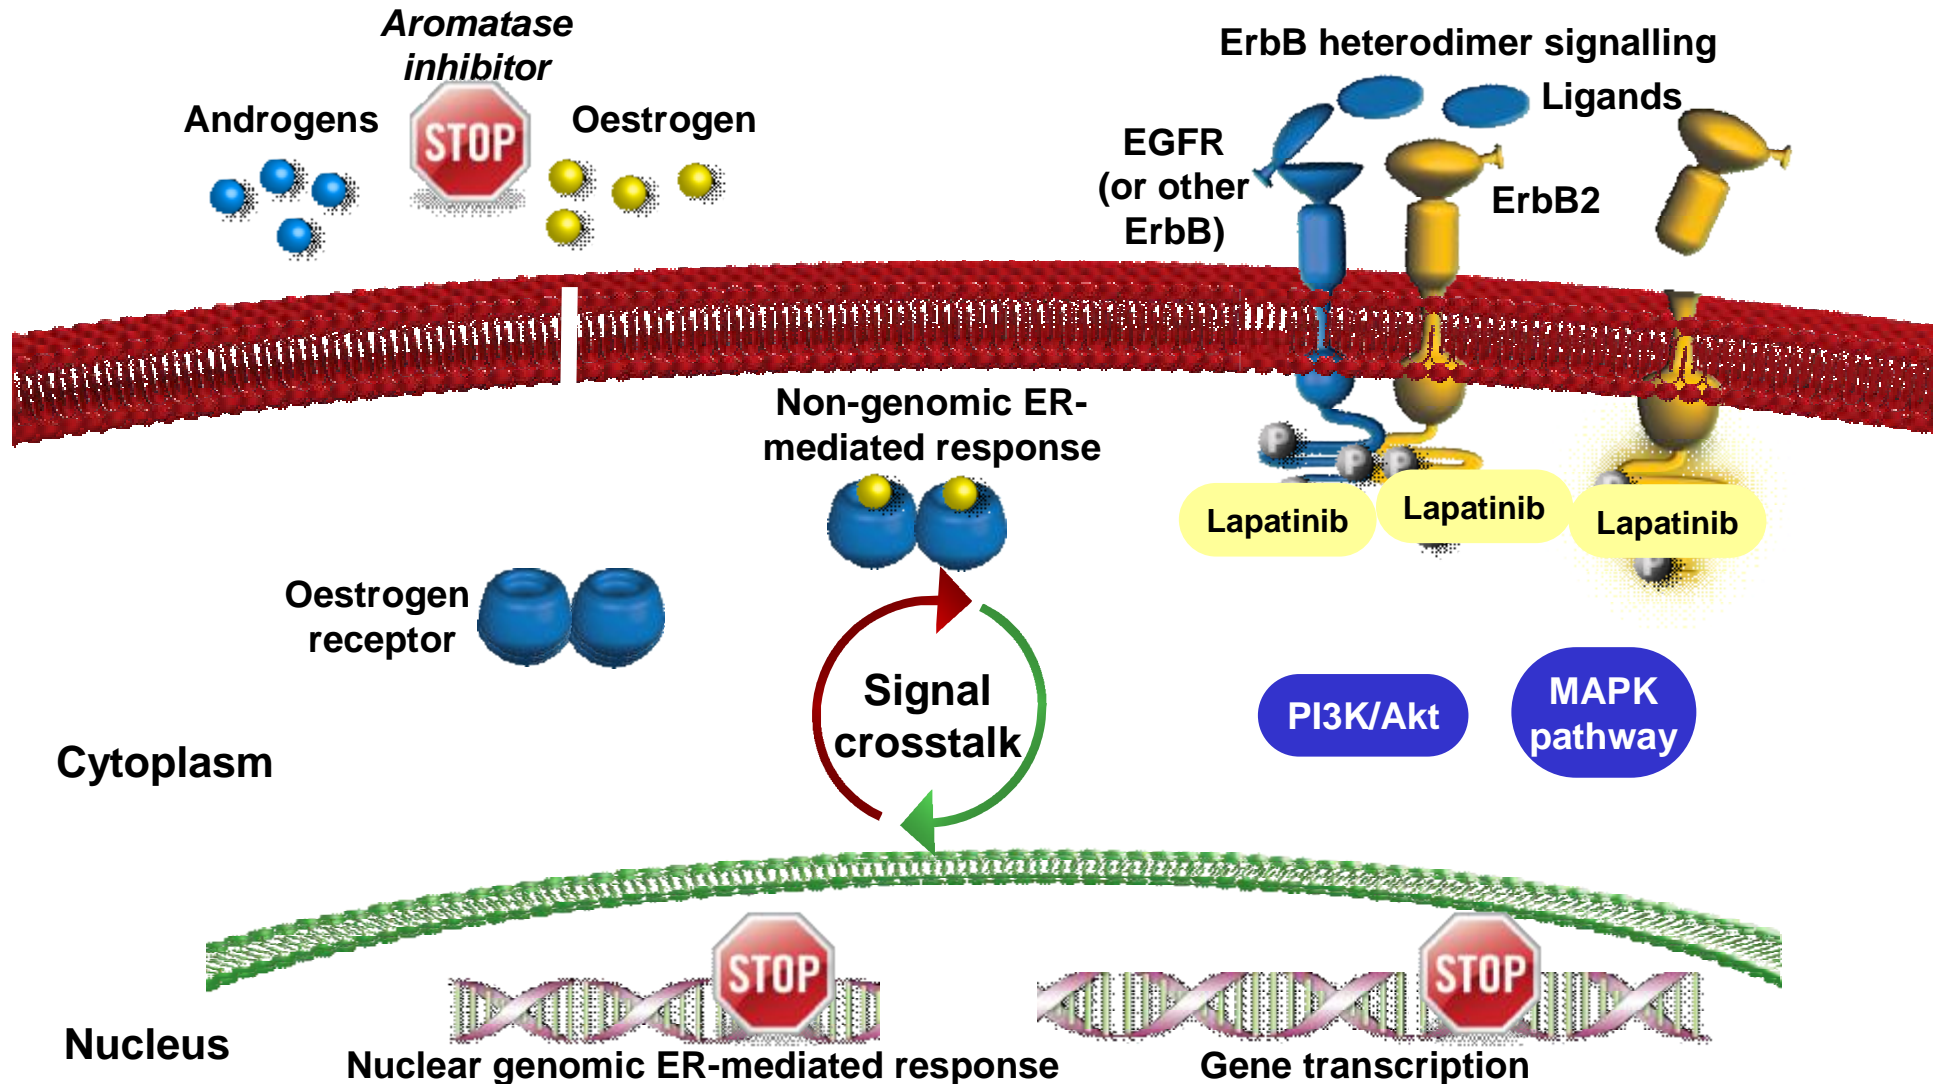 Aromatase
inhibitor
Androgens
STOP
Oestrogen
ErbB heterodimer signalling
Ligands
EGFR
(or other
ErbB)
ErbB2
Non-genomic ER-
mediated response
P
P
P
P
P
Lapatinib
Lapatinib
Lapatinib
Oestrogen
receptor
Signal
crosstalk
PI3K/Akt
MAPK
pathway
Cytoplasm
STOP
STOP
Nucleus
Nuclear genomic ER-mediated response
Gene transcription